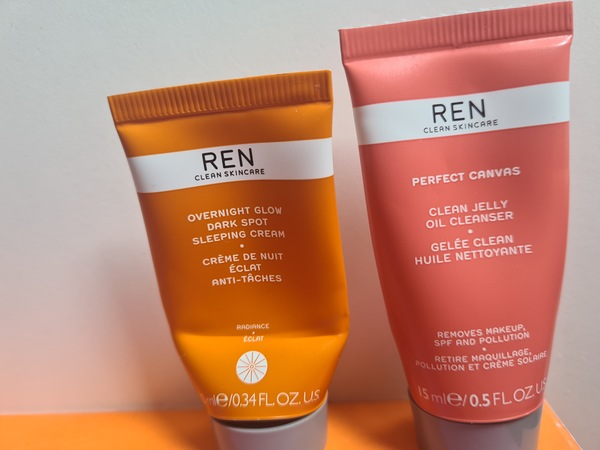 REN
CLEAN SKINCARE
OVERNIGHT GLOW
DARK SPOT
SLEEPING CREAM
CRÈME DE NUIT
ÉCLAT
ANTI-TÂCHES
RADIANCE
ÉCLAT
ml℮/0.34 FL.OZ. U.S.
REN
CLEAN SKINCARE
PERFECT CANVAS
CLEAN JELLY
OIL CLEANSER
GELÉE CLEAN
HUILE NETTOYANTE
REMOVES MAKEUP,
SPF AND POLLUTION
RETIRE MAQUILLAGE,
POLLUTION ET CRÈME SOLAIRE
15 ml℮/0.5 FL.OZ. U.S